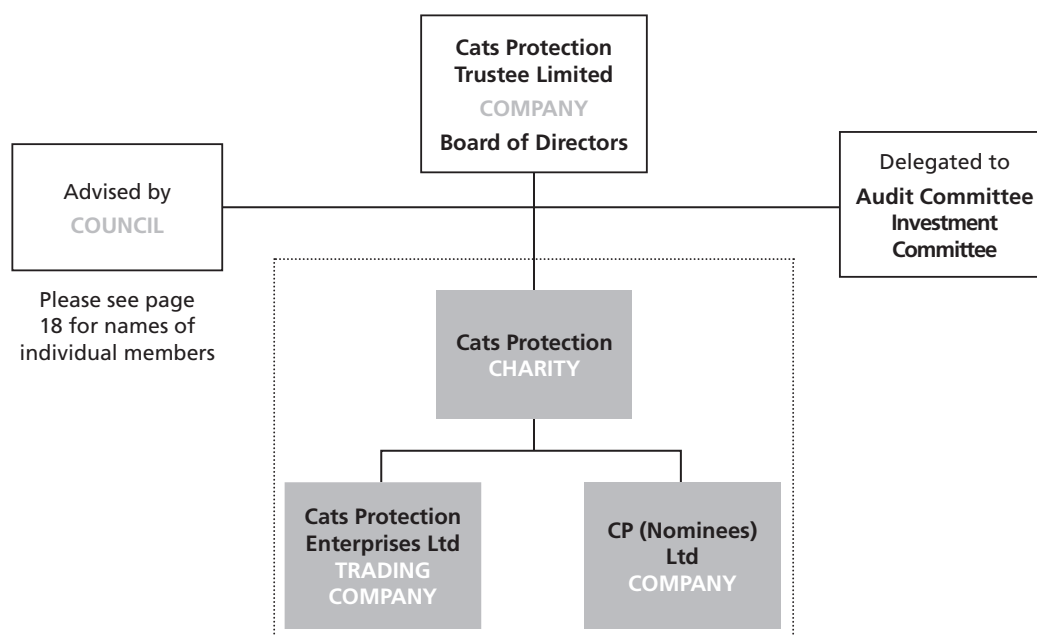 Cats Protection
Trustee Limited
COMPANY
Board of Directors
Advised by
COUNCIL
Delegated to
Audit Committee
Investment
Committee
Please see page
18 for names of
individual members
Cats Protection
CHARITY
Cats Protection
Enterprises Ltd
TRADING
COMPANY
CP (Nominees)
Ltd
COMPANY